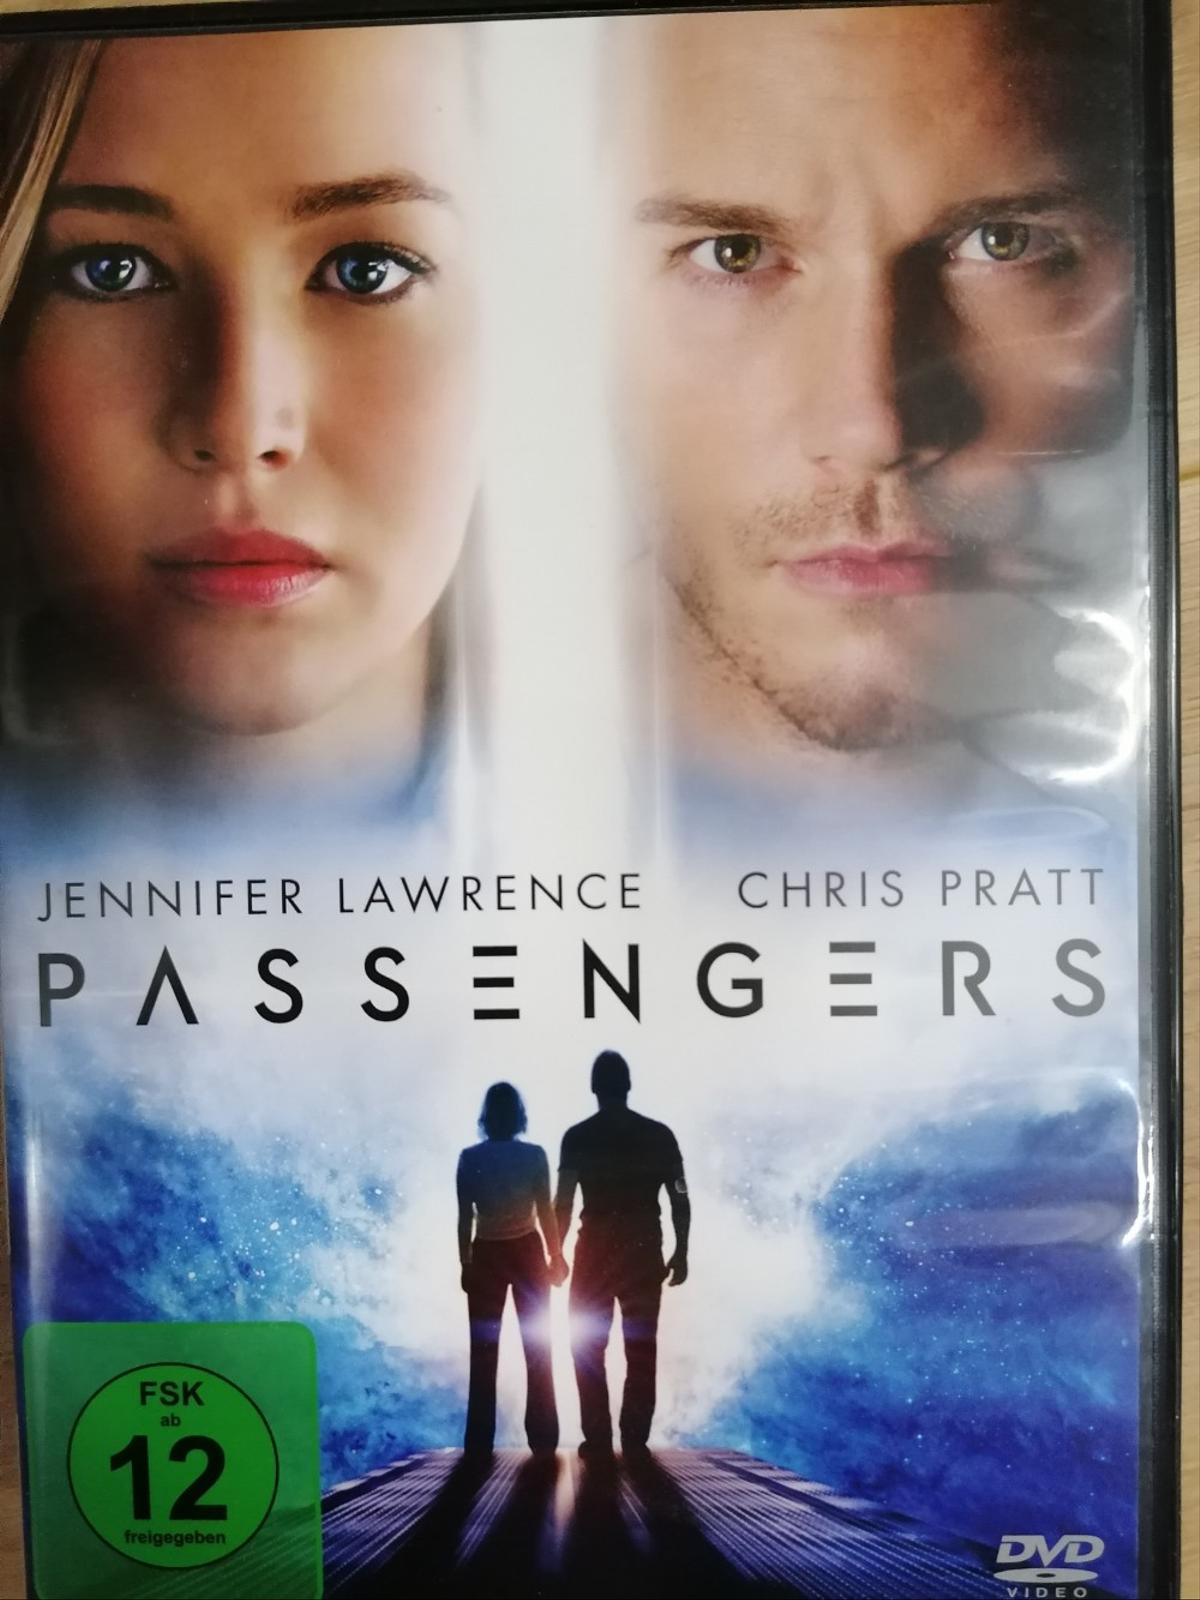 JENNIFER LAWRENCE CHRIS PRATT
PASSENGERS
FSK
ab
12
freigegeben
DVD
VIDEO